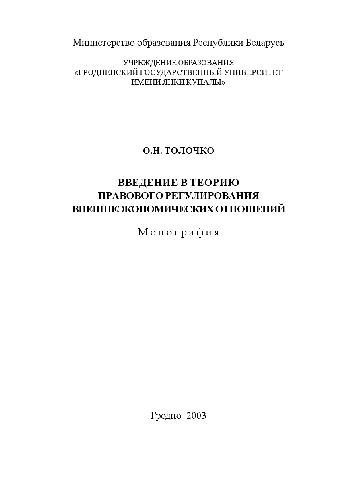 Министерство образования Республики Беларусь
УЧРЕЖДЕНИЕ ОБРАЗОВАНИЯ
«ГРОДНЕНСКИЙ ГОСУДАРСТВЕННЫЙ УНИВЕРСИТЕТ
ИМЕНИ ЯНКИ КУПАЛЫ»
О.Н. ТОЛОЧКО
ВВЕДЕНИЕ В ТЕОРИЮ
ПРАВОВОГО РЕГУЛИРОВАНИЯ
ВНЕШНЕЭКОНОМИЧЕСКИХ ОТНОШЕНИЙ
Монография
Гродно 2003